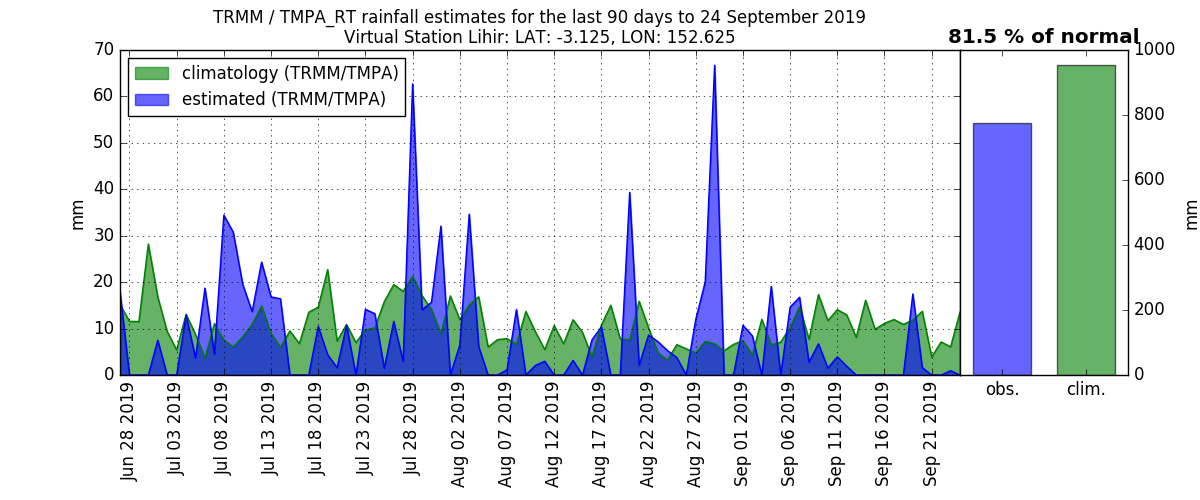 TRMM / TMPA_RT rainfall estimates for the last 90 days to 24 September 2019
Virtual Station Lihir: LAT: -3.125, LON: 152.625
81.5 % of normal
climatology (TRMM/TMPA)
estimated (TRMM/TMPA)
mm
70
60
50
40
30
20
10
0
Jun 28 2019
Jul 03 2019
Jul 08 2019
Jul 13 2019
Jul 18 2019
Jul 23 2019
Jul 28 2019
Aug 02 2019
Aug 07 2019
Aug 12 2019
Aug 17 2019
Aug 22 2019
Aug 27 2019
Sep 01 2019
Sep 06 2019
Sep 11 2019
Sep 16 2019
Sep 21 2019
obs.
clim.
1000
800
600
400
200
0
mm